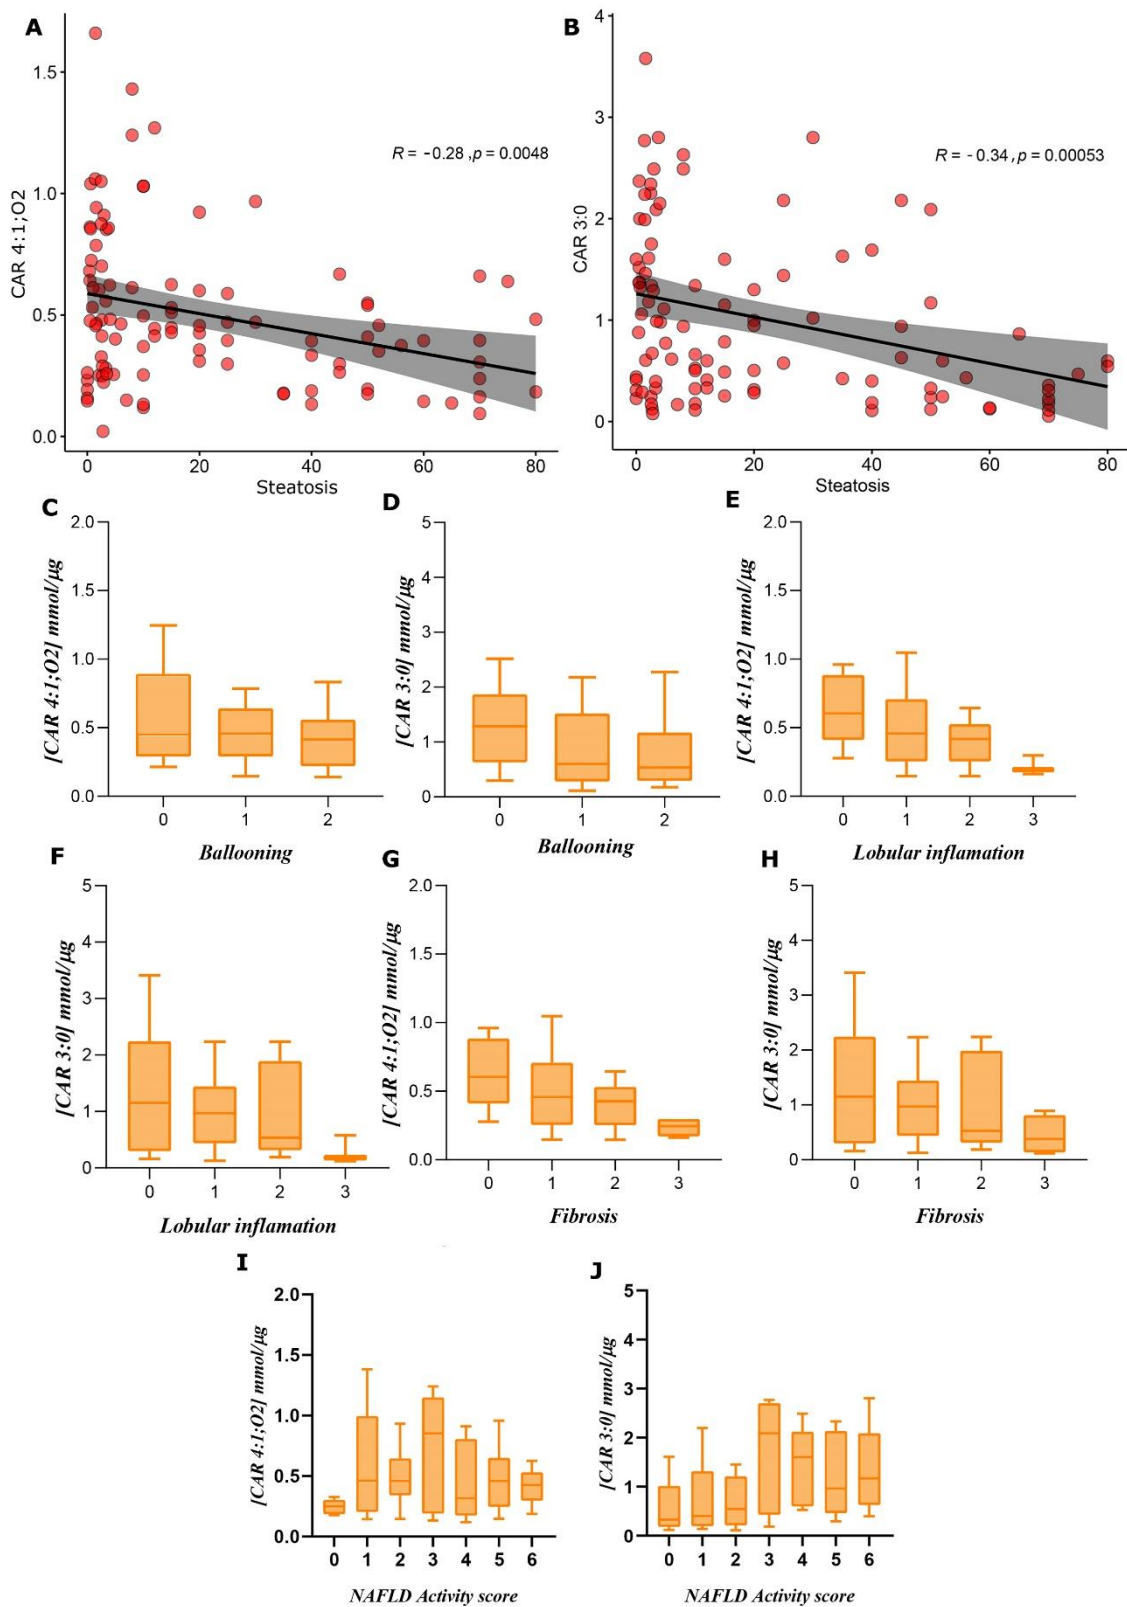 A
CAR 4:1;O2
1.5
1.0
0.5
0.0
R = −0.28 ,p = 0.0048
0 20 40 60 80
Steatosis
B
CAR 3:0
4
3
2
1
0
R = −0.34 ,p = 0.00053
0 20 40 60 80
Steatosis
C
[CAR 4:1;O2] mmol/µg
2.0
1.5
1.0
0.5
0.0
0 1 2
Ballooning
D
[CAR 3:0] mmol/µg
5
4
3
2
1
0
0 1 2
Ballooning
E
[CAR 4:1;O2] mmol/µg
2.0
1.5
1.0
0.5
0.0
0 1 2 3
Lobular inflamation
F
[CAR 3:0] mmol/µg
5
4
3
2
1
0
0 1 2 3
Lobular inflamation
G
[CAR 4:1;O2] mmol/µg
2.0
1.5
1.0
0.5
0.0
0 1 2 3
Fibrosis
H
[CAR 3:0] mmol/µg
5
4
3
2
1
0
0 1 2 3
Fibrosis
I
[CAR 4:1;O2] mmol/µg
2.0
1.5
1.0
0.5
0.0
0 1 2 3 4 5 6
NAFLD Activity score
J
[CAR 3:0] mmol/µg
5
4
3
2
1
0
0 1 2 3 4 5 6
NAFLD Activity score